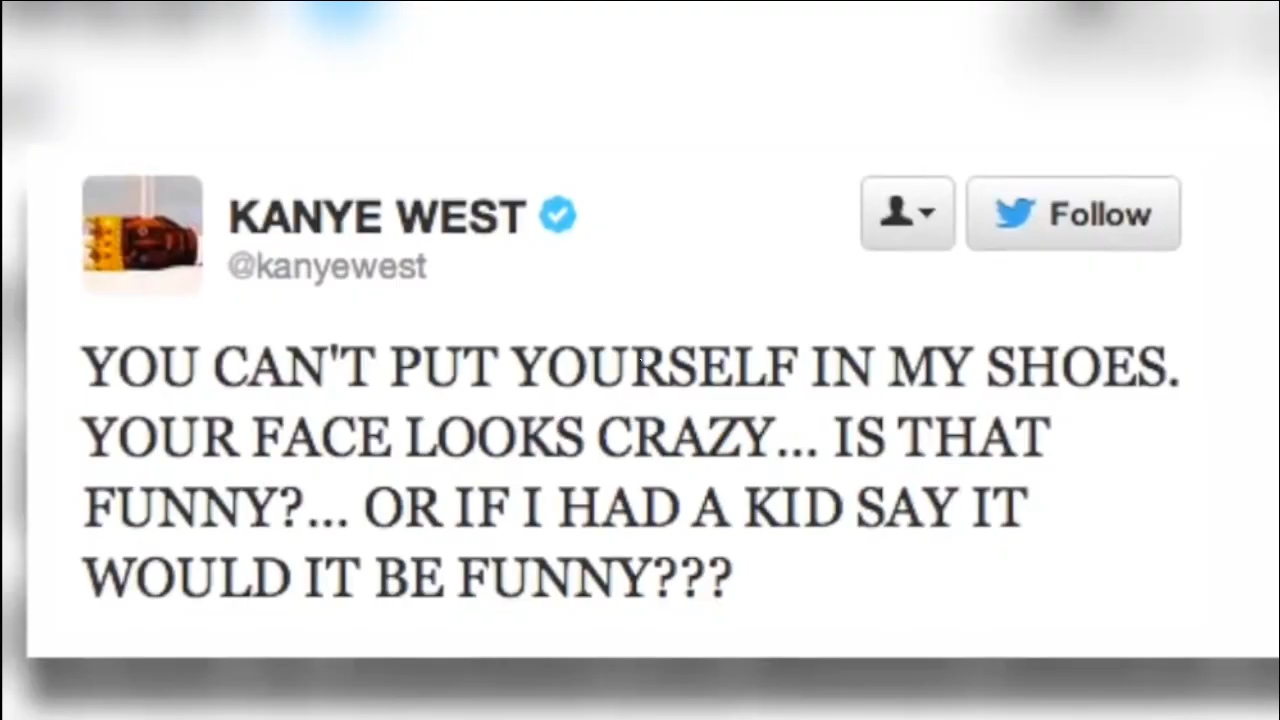 KANYE WEST
@kanyewest
Follow
YOU CAN'T PUT YOURSELF IN MY SHOES.
YOUR FACE LOOKS CRAZY... IS THAT
FUNNY?... OR IF I HAD A KID SAY IT
WOULD IT BE FUNNY???